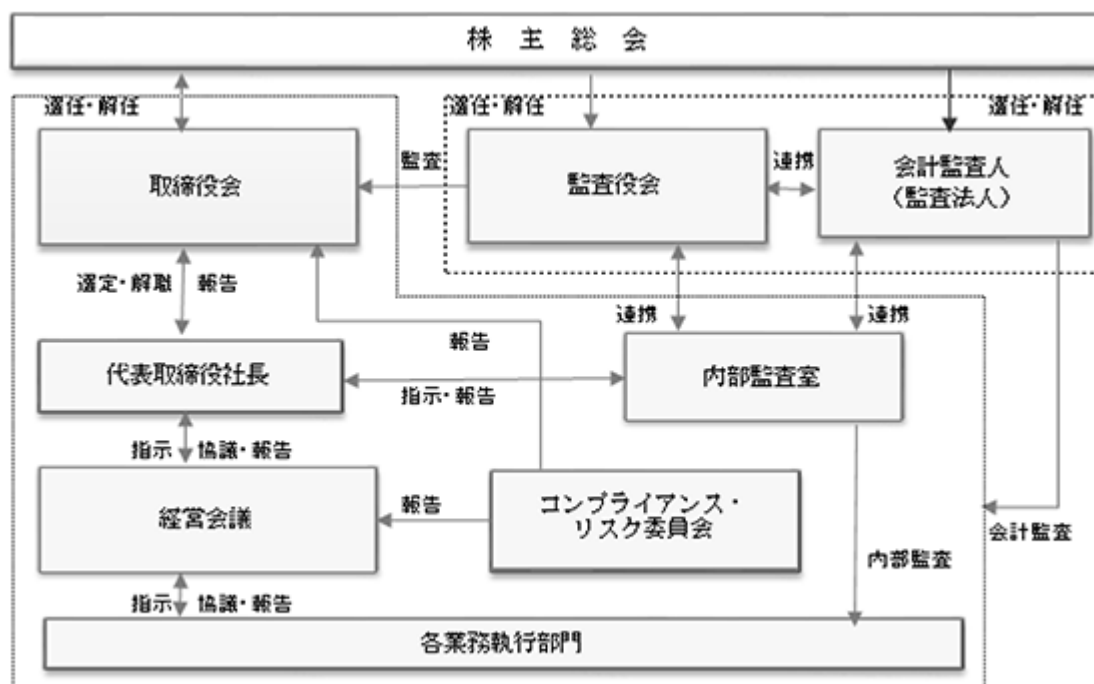 株 主 総 会
選任・解任
選任・解任
選任・解任
取締役会
監査
監査役会
連携
会計監査人
（監査法人）
選定・解職 報告
連携
連携
代表取締役社長
報告
指示・報告
内部監査室
指示 協議・報告
経営会議
報告
コンプライアンス・
リスク委員会
会計監査
内部監査
指示 協議・報告
各業務執行部門